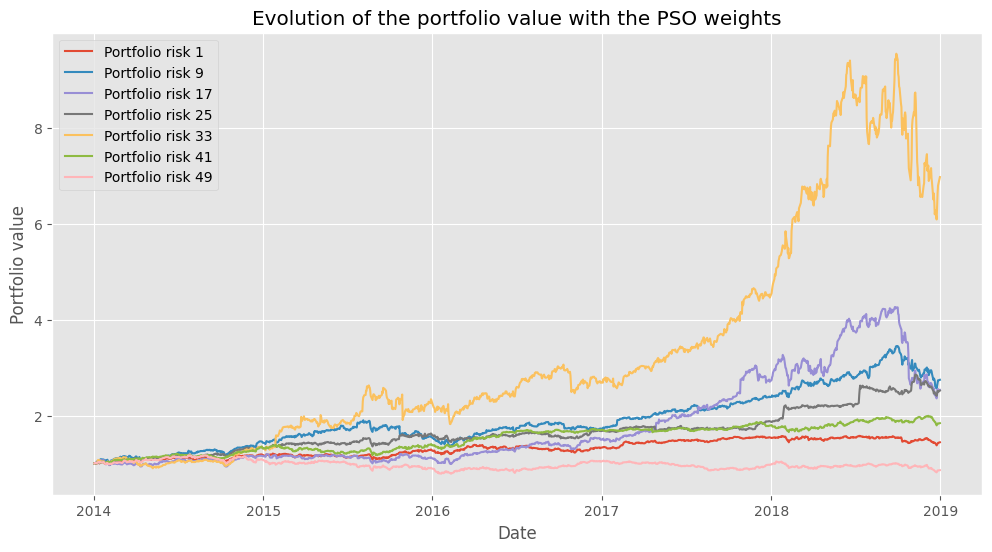 Evolution of the portfolio value with the PSO weights
Portfolio risk 1
Portfolio risk 9
Portfolio risk 17
Portfolio risk 25
Portfolio risk 33
Portfolio risk 41
Portfolio risk 49
8
6
4
2
Portfolio value
2014 2015 2016 2017 2018 2019
Date